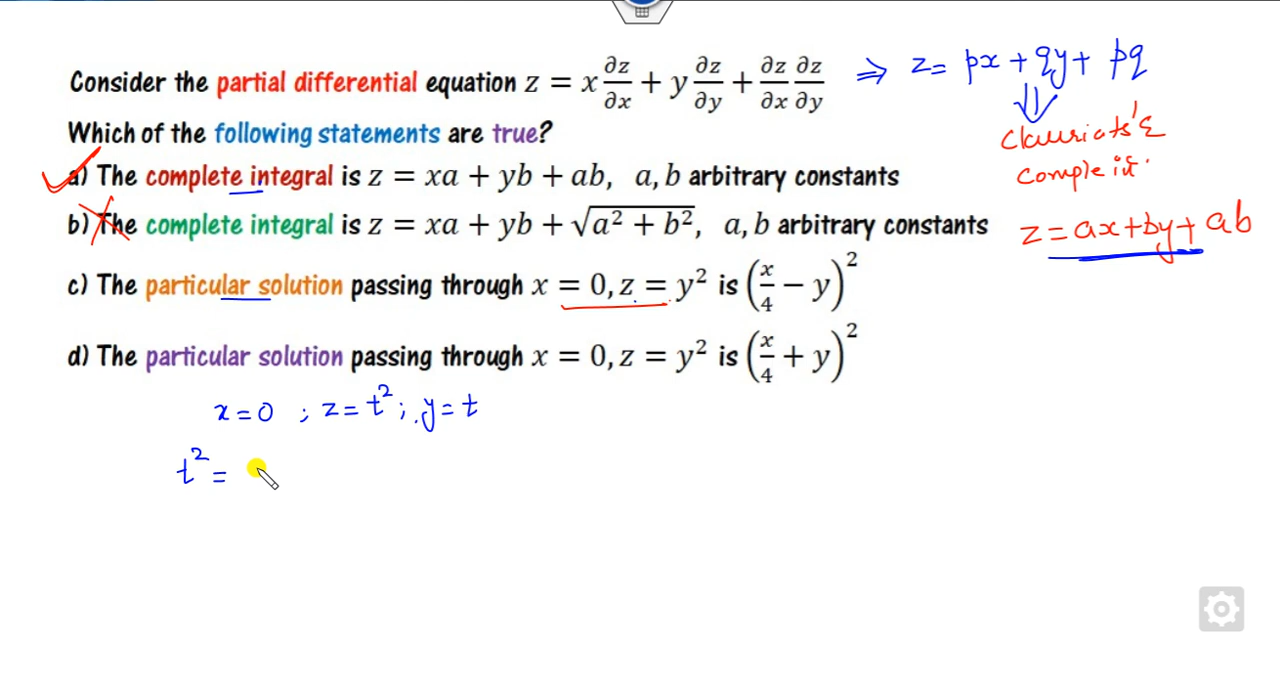 Consider the partial differential equation z = x ∂z/∂x + y ∂z/∂y + ∂z/∂x ∂z/∂y ⇒ z = px + qy + pq
Which of the following statements are true?
Clauriats's
Comple it.
a) The complete integral is z = xa + yb + ab, a, b arbitrary constants
b) The complete integral is z = xa + yb + √(a² + b²), a, b arbitrary constants
z = ax + by + ab
c) The particular solution passing through x = 0, z = y² is (x/4 − y)²
d) The particular solution passing through x = 0, z = y² is (x/4 + y)²
x = 0 ; z = t² ; y = t
t² =